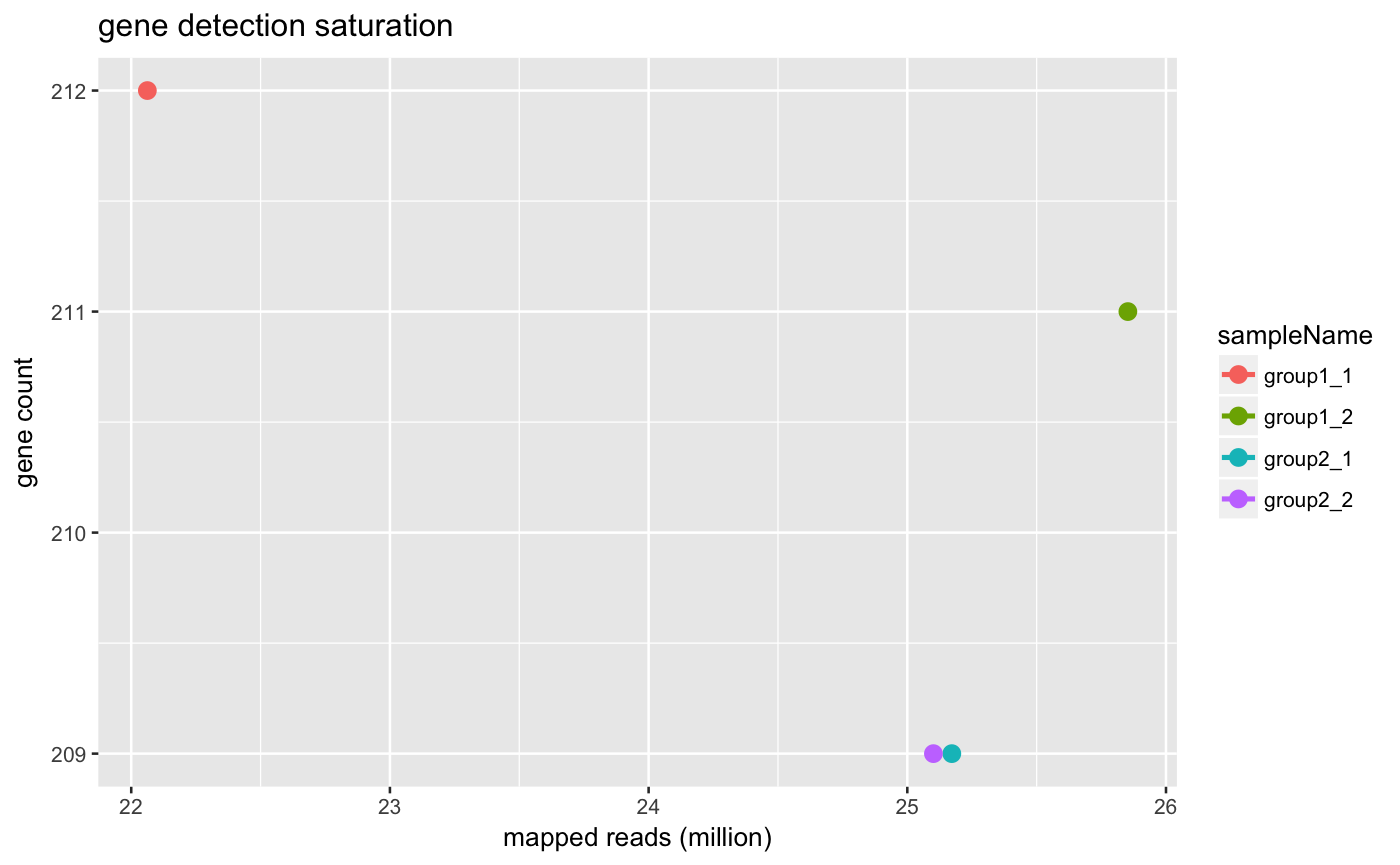 gene detection saturation
212
211
210
209
gene count
22
23
24
25
26
mapped reads (million)
sampleName
group1_1
group1_2
group2_1
group2_2